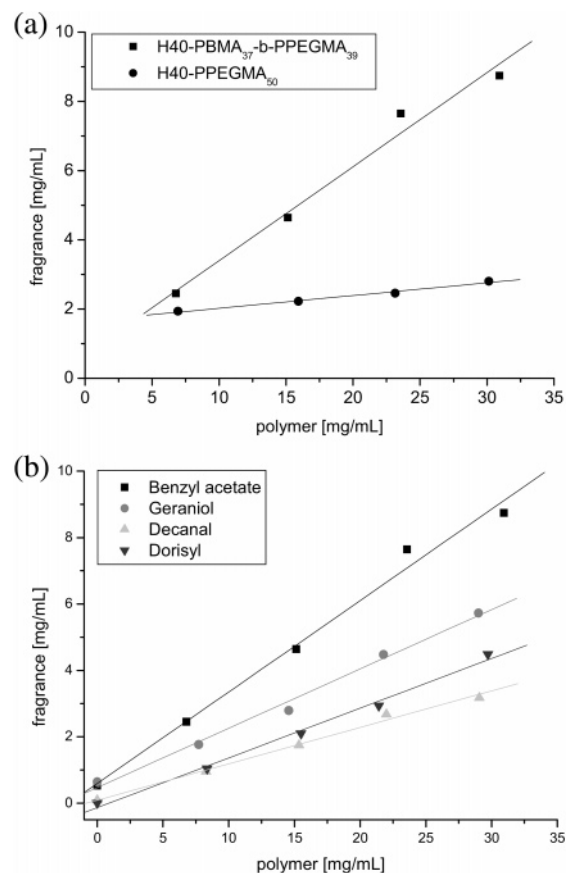 (a)
H40-PBMA37-b-PPEGMA39
H40-PPEGMA50
10
8
6
4
2
0
fragrance [mg/mL]
0 5 10 15 20 25 30 35
polymer [mg/mL]
(b)
Benzyl acetate
Geraniol
Decanal
Dorisyl
10
8
6
4
2
0
fragrance [mg/mL]
0 5 10 15 20 25 30 35
polymer [mg/mL]